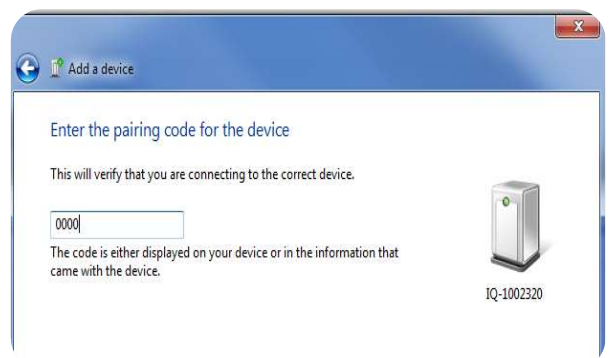 Add a device
Enter the pairing code for the device
This will verify that you are connecting to the correct device.
0000
The code is either displayed on your device or in the information that
came with the device.
IQ-1002320